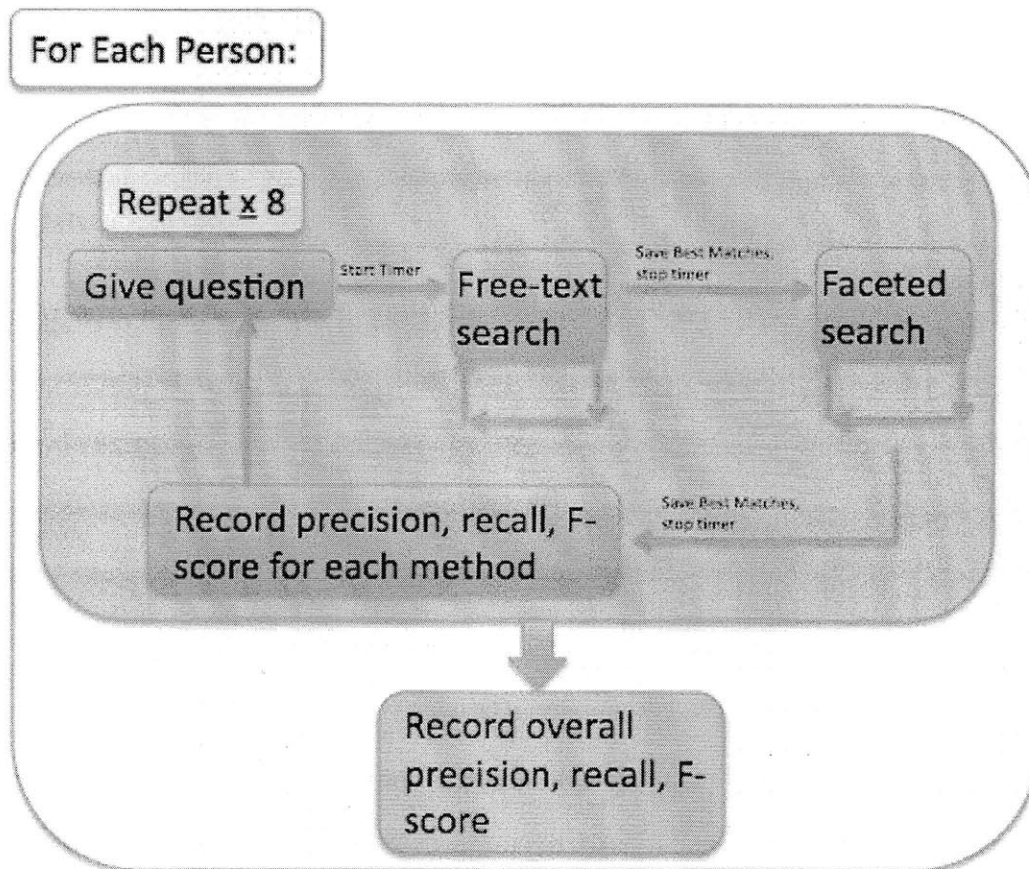 For Each Person:
Repeat x 8
Give question
Start Timer
Free-text
search
Save Best Matches,
stop timer
Faceted
search
Record precision, recall, F-
score for each method
Save Best Matches,
stop timer
Record overall
precision, recall, F-
score